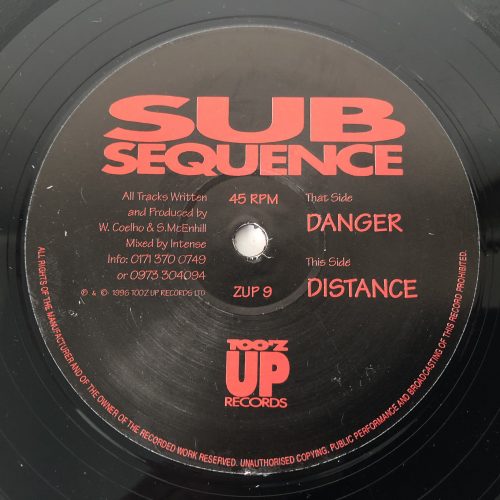 SUB
SEQUENCE
All Tracks Written
and Produced by
W. Coelho & S.McEnhill
Mixed by Intense
Info: 0171 370 0749
or 0973 304094
℗ & © 1996 TOO'Z UP RECORDS LTD
45 RPM
ZUP 9
That Side
DANGER
This Side
DISTANCE
TOO'Z
UP
RECORDS
ALL RIGHTS OF THE MANUFACTURER AND OF THE OWNER OF THE RECORDED WORK RESERVED. UNAUTHORISED COPYING, PUBLIC PERFORMANCE AND BROADCASTING OF THIS RECORD PROHIBITED.